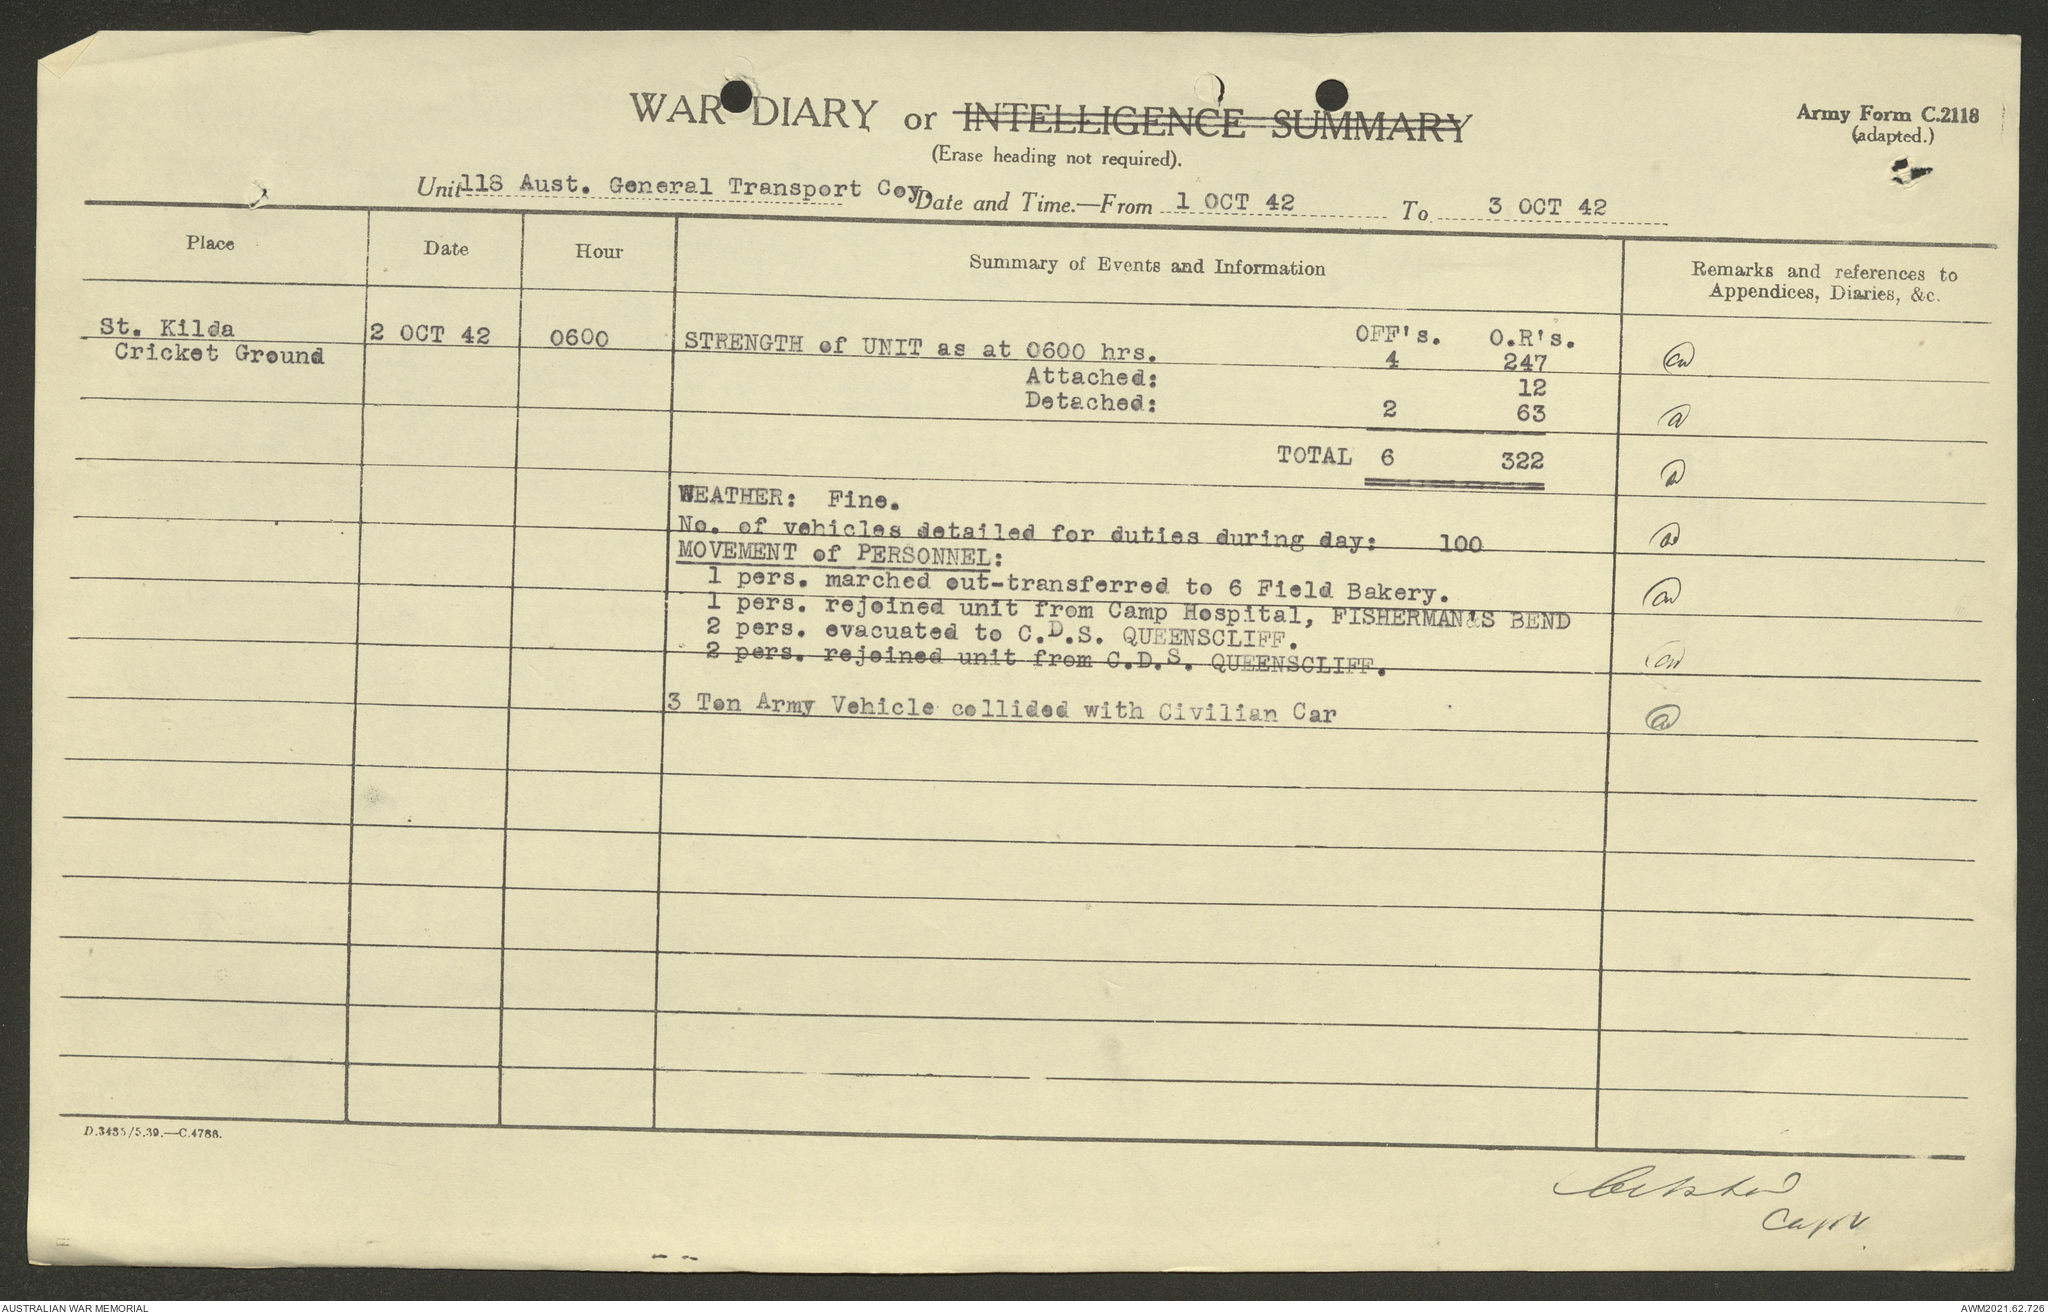 WAR DIARY or INTELLIGENCE SUMMARY
Army Form C.2118
(adapted.)
(Erase heading not required).
Unit 118 Aust. General Transport Coy Date and Time.—From 1 OCT 42 To 3 OCT 42
Place Date Hour Summary of Events and Information Remarks and references to
Appendices, Diaries, &c.
St. Kilda 2 OCT 42 0600 STRENGTH of UNIT as at 0600 hrs. OFF's. O.R's.
Cricket Ground 4 247
Attached: 12
Detached: 2 63
TOTAL 6 322
WEATHER: Fine.
No. of vehicles detailed for duties during day: 100
MOVEMENT of PERSONNEL:
1 pers. marched out-transferred to 6 Field Bakery.
1 pers. rejoined unit from Camp Hospital, FISHERMAN'S BEND
2 pers. evacuated to C.D.S. QUEENSCLIFF.
2 pers. rejoined unit from C.D.S. QUEENSCLIFF.
3 Ton Army Vehicle collided with Civilian Car
D.3485/5.39.—C.4786.
Capt.
AUSTRALIAN WAR MEMORIAL
AWM2021.62.726